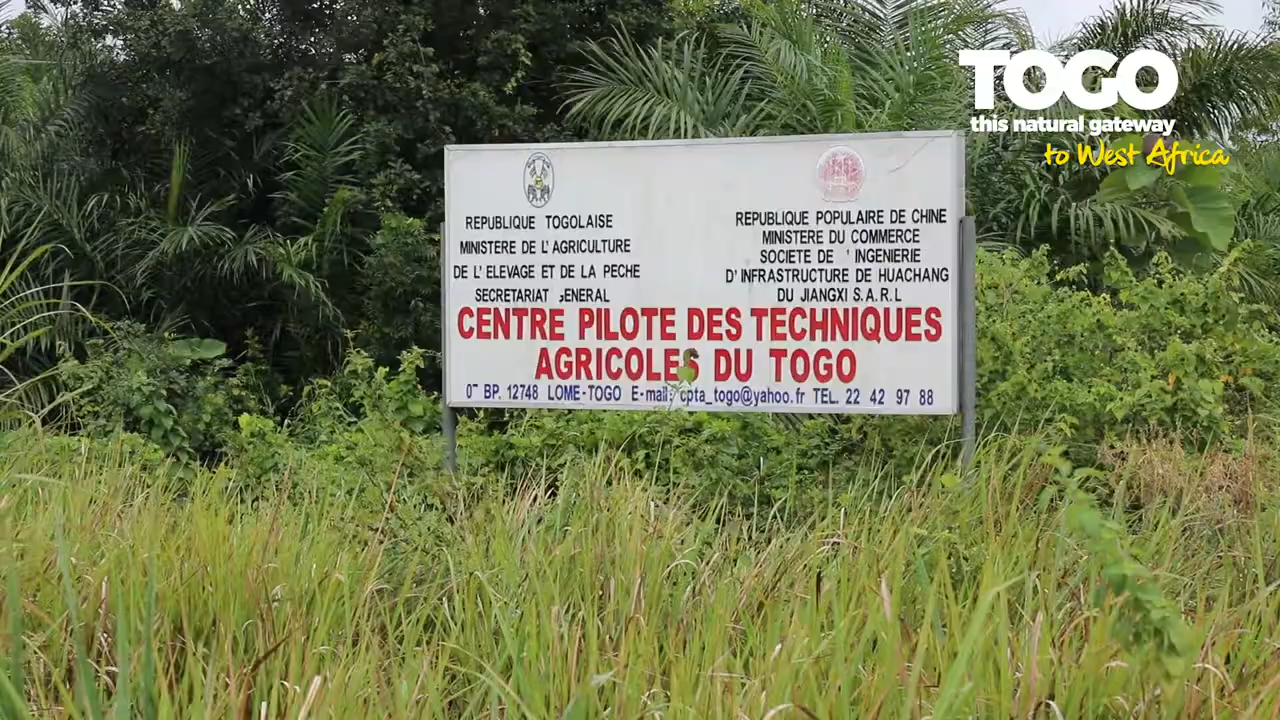 TOGO
this natural gateway
to West Africa
REPUBLIQUE TOGOLAISE
MINISTERE DE L'AGRICULTURE
DE L'ELEVAGE ET DE LA PECHE
SECRETARIAT GENERAL
REPUBLIQUE POPULAIRE DE CHINE
MINISTERE DU COMMERCE
SOCIETE DE 'INGENIERIE
D'INFRASTRUCTURE DE HUACHANG
DU JIANGXI S.A.R.L
CENTRE PILOTE DES TECHNIQUES
AGRICOLES DU TOGO
BP. 12748 LOME-TOGO E-mail: cpta_togo@yahoo.fr TEL. 22 42 97 88